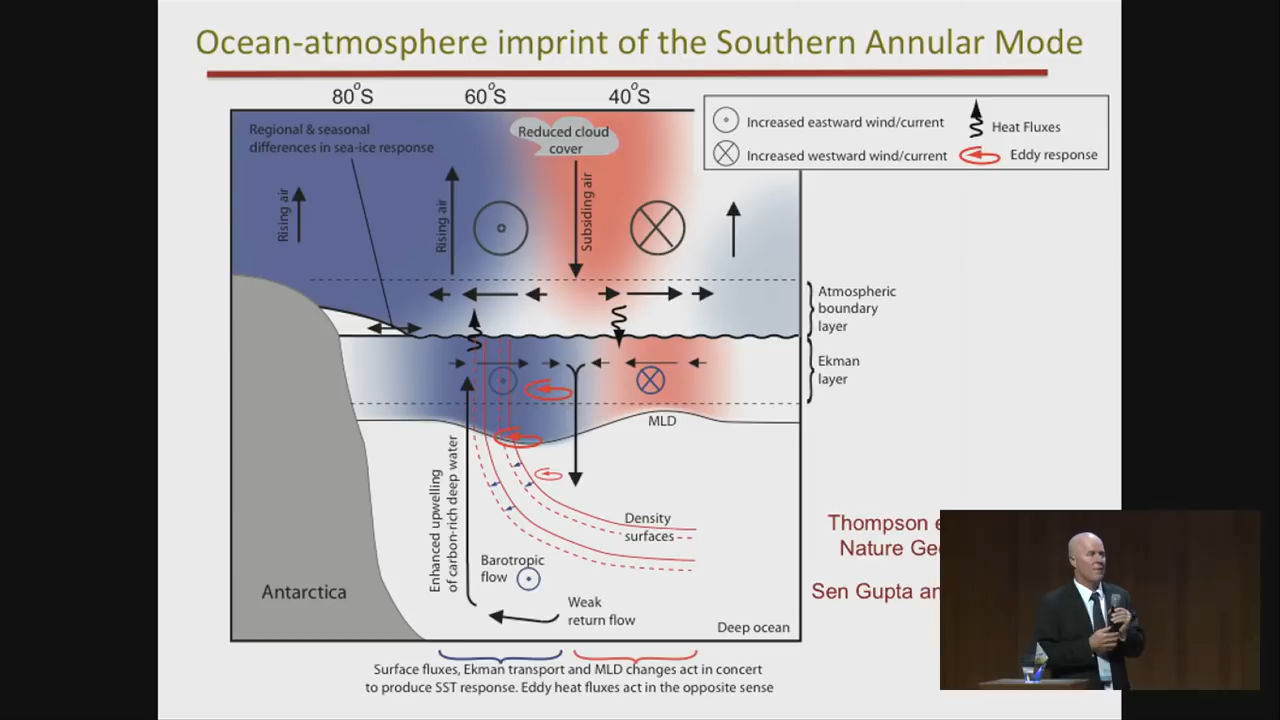 Ocean-atmosphere imprint of the Southern Annular Mode
80°S
60°S
40°S
Increased eastward wind/current
Heat Fluxes
Increased westward wind/current
Eddy response
Regional & seasonal
differences in sea-ice response
Reduced cloud
cover
Rising air
Rising air
Subsiding air
Atmospheric
boundary
layer
Ekman
layer
MLD
Enhanced upwelling
of carbon-rich deep water
Density
surfaces
Barotropic
flow
Weak
return flow
Antarctica
Deep ocean
Thompson
Nature
Sen Gupta
Surface fluxes, Ekman transport and MLD changes act in concert
to produce SST response. Eddy heat fluxes act in the opposite sense